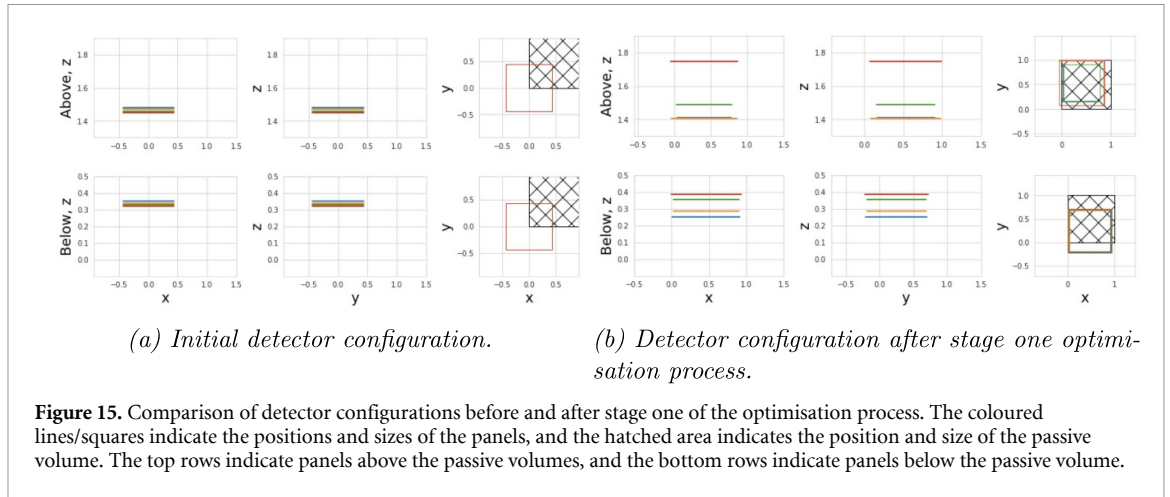 Above, z
1.8
1.6
1.4
−0.5 0.0 0.5 1.0 1.5
z
1.8
1.6
1.4
−0.5 0.0 0.5 1.0 1.5
y
0.5
0.0
−0.5
−0.5 0.0 0.5
Above, z
1.8
1.6
1.4
−0.5 0.0 0.5 1.0 1.5
z
1.8
1.6
1.4
−0.5 0.0 0.5 1.0 1.5
y
1.0
0.5
0.0
−0.5
0 1
Below, z
0.5
0.4
0.3
0.2
0.1
0.0
−0.5 0.0 0.5 1.0 1.5
x
z
0.5
0.4
0.3
0.2
0.1
0.0
−0.5 0.0 0.5 1.0 1.5
y
y
0.5
0.0
−0.5
−0.5 0.0 0.5
x
Below, z
0.5
0.4
0.3
0.2
0.1
0.0
−0.5 0.0 0.5 1.0 1.5
x
z
0.5
0.4
0.3
0.2
0.1
0.0
−0.5 0.0 0.5 1.0 1.5
y
y
1.0
0.5
0.0
−0.5
0 1
x
(a) Initial detector configuration.
(b) Detector configuration after stage one optimi-
sation process.
Figure 15. Comparison of detector configurations before and after stage one of the optimisation process. The coloured
lines/squares indicate the positions and sizes of the panels, and the hatched area indicates the position and size of the passive
volume. The top rows indicate panels above the passive volumes, and the bottom rows indicate panels below the passive volume.